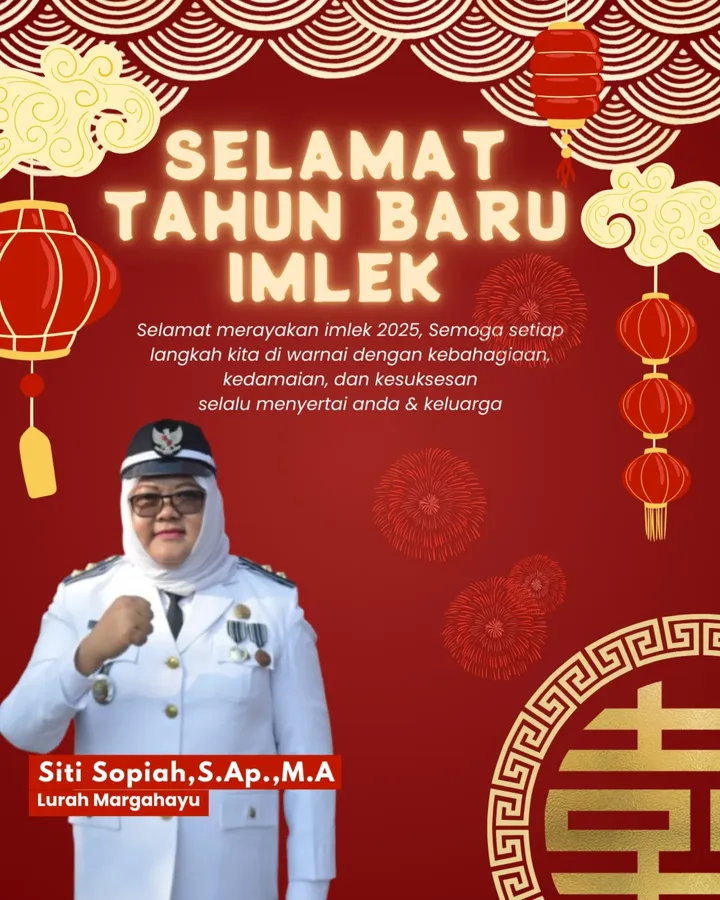 SELAMAT
TAHUN BARU
IMLEK
Selamat merayakan imlek 2025, Semoga setiap
langkah kita di warnai dengan kebahagiaan,
kedamaian, dan kesuksesan
selalu menyertai anda & keluarga
Siti Sopiah,S.Ap.,M.A
Lurah Margahayu